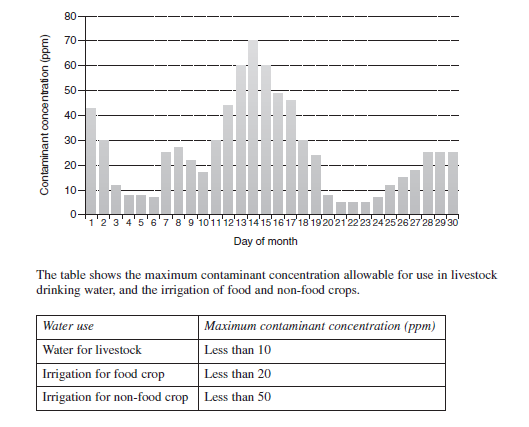 80
70
60
50
40
30
20
10
0
Contaminant concentration (ppm)
1 2 3 4 5 6 7 8 9 10 11 12 13 14 15 16 17 18 19 20 21 22 23 24 25 26 27 28 29 30
Day of month
The table shows the maximum contaminant concentration allowable for use in livestock
drinking water, and the irrigation of food and non-food crops.
Water use Maximum contaminant concentration (ppm)
Water for livestock Less than 10
Irrigation for food crop Less than 20
Irrigation for non-food crop Less than 50